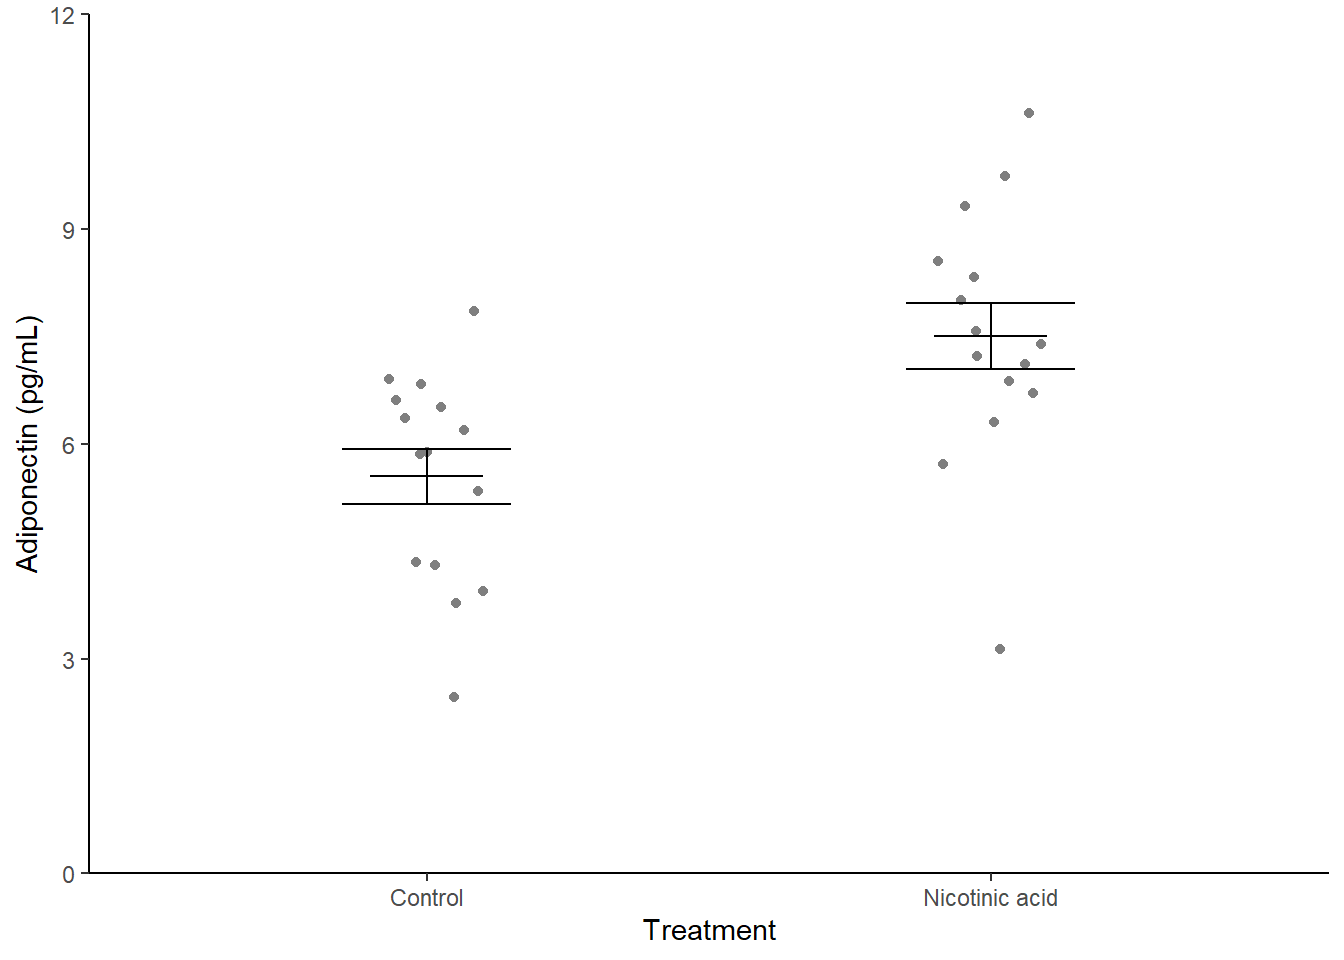 Adiponectin (pg/mL)
12
9
6
3
0
Control
Nicotinic acid
Treatment